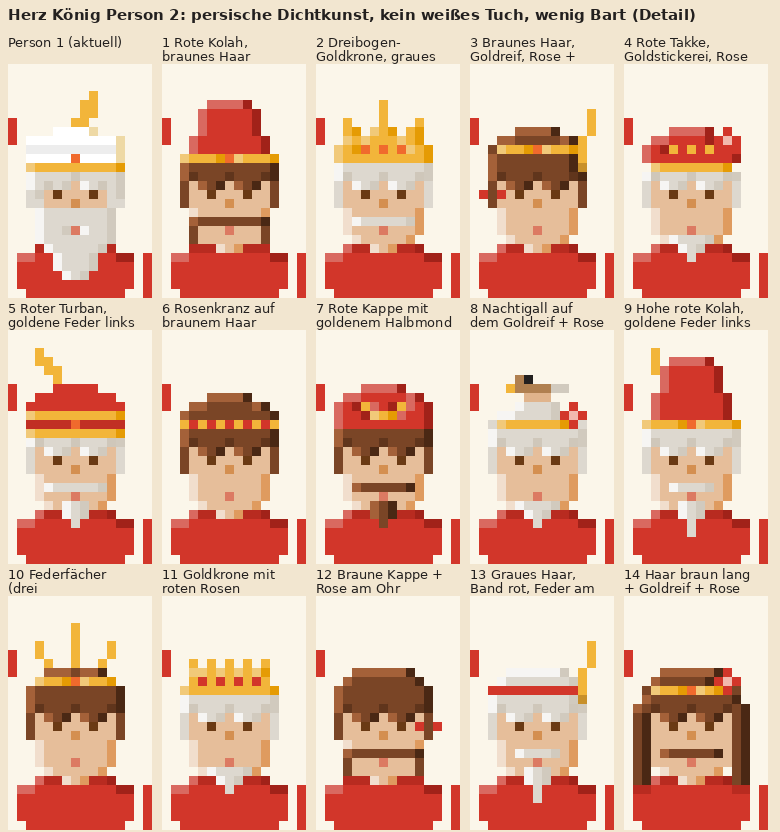 Herz König Person 2: persische Dichtkunst, kein weißes Tuch, wenig Bart (Detail)
Person 1 (aktuell)
1 Rote Kolah,
braunes Haar
2 Dreibogen-
Goldkrone, graues
3 Braunes Haar,
Goldreif, Rose +
4 Rote Takke,
Goldstickerei, Rose
5 Roter Turban,
goldene Feder links
6 Rosenkranz auf
braunem Haar
7 Rote Kappe mit
goldenem Halbmond
8 Nachtigall auf
dem Goldreif + Rose
9 Hohe rote Kolah,
goldene Feder links
10 Federfächer
(drei
11 Goldkrone mit
roten Rosen
12 Braune Kappe +
Rose am Ohr
13 Graues Haar,
Band rot, Feder am
14 Haar braun lang
+ Goldreif + Rose